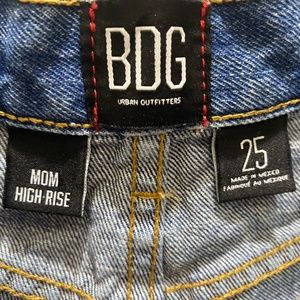 BDG
URBAN OUTFITTERS
MOM
HIGH-RISE
25
MADE IN MEXICO
FABRIQUÉ AU MEXIQUE